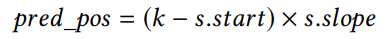 pred_pos = (k − s.start) × s.slope